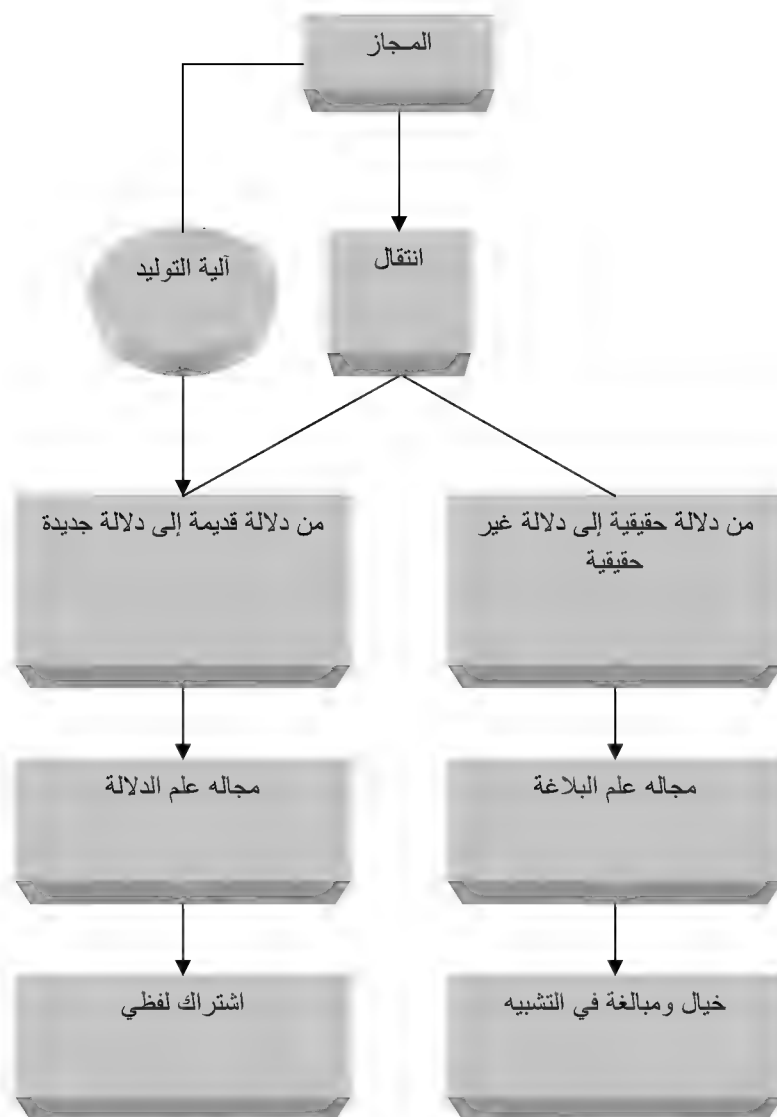 المـجاز
انتقال
آلية التوليد
من دلالة حقيقية إلى دلالة غير
حقيقية
من دلالة قديمة إلى دلالة جديدة
مجاله علم البلاغة
مجاله علم الدلالة
خيال ومبالغة في التشبيه
اشتراك لفظي